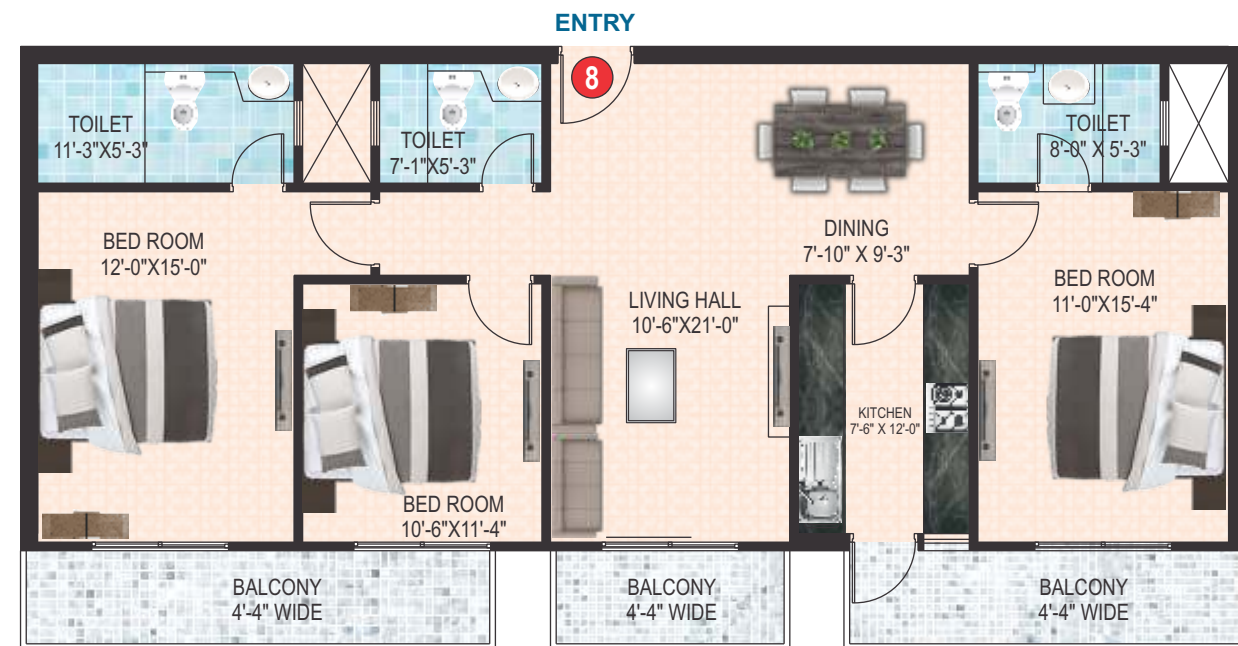 ENTRY
8
TOILET
11'-3"X5'-3"
TOILET
7'-1"X5'-3"
TOILET
8'-0" X 5'-3"
BED ROOM
12'-0"X15'-0"
DINING
7'-10" X 9'-3"
BED ROOM
11'-0"X15'-4"
LIVING HALL
10'-6"X21'-0"
KITCHEN
7'-6" X 12'-0"
BED ROOM
10'-6"X11'-4"
BALCONY
4'-4" WIDE
BALCONY
4'-4" WIDE
BALCONY
4'-4" WIDE